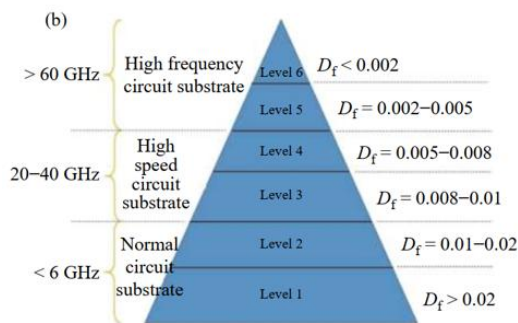 (b)
> 60 GHz
High frequency
circuit substrate
Level 6
Df < 0.002
Level 5
Df = 0.002–0.005
20–40 GHz
High
speed
circuit
substrate
Level 4
Df = 0.005–0.008
Level 3
Df = 0.008–0.01
< 6 GHz
Normal
circuit
substrate
Level 2
Df = 0.01–0.02
Level 1
Df > 0.02